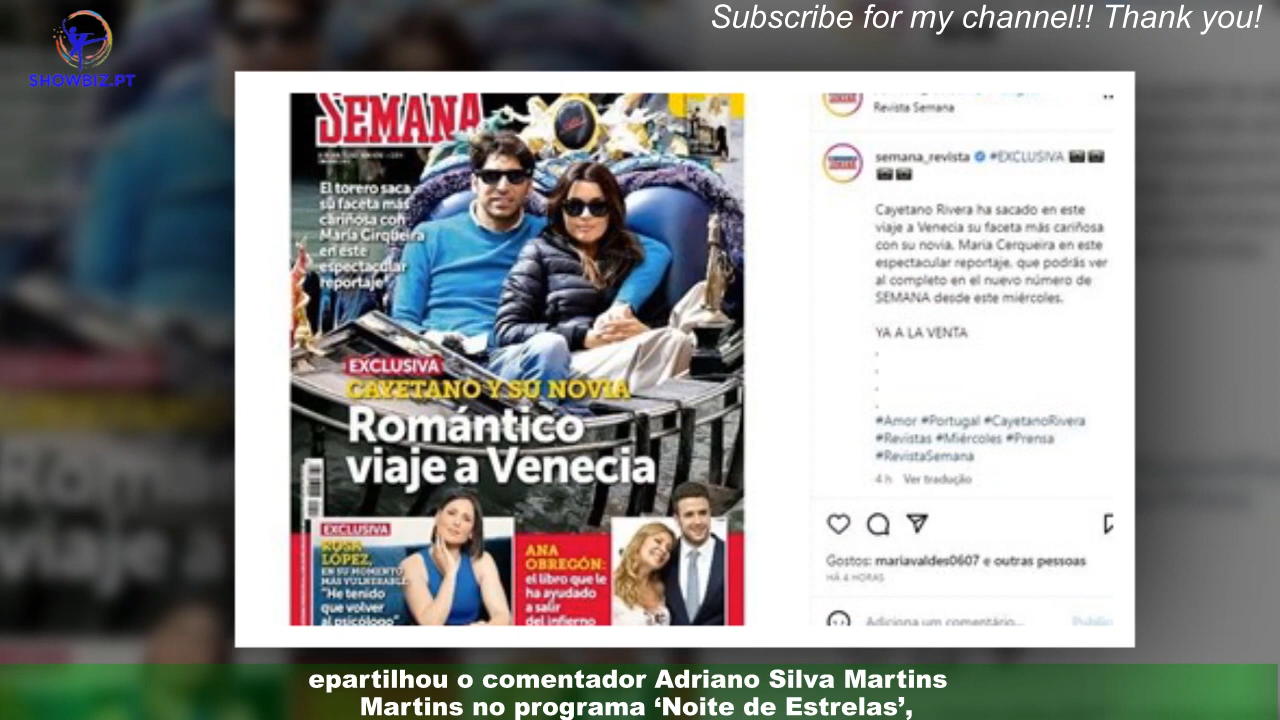 Subscribe for my channel!! Thank you!
SHOWBIZ.PT
SEMANA
El torero saca
su faceta más
cariñosa con
María Cirqueira
en este
espectacular
reportaje
EXCLUSIVA
CAYETANO Y SU NOVIA
Romántico
viaje a Venecia
EXCLUSIVA
ROSA
LÓPEZ,
EN SU MOMENTO
MÁS VULNERABLE
"He tenido
que volver
al psicólogo"
ANA
OBREGÓN:
el libro que le
ha ayudado
a salir
del infierno
Revista Semana
semana_revista #EXCLUSIVA
Cayetano Rivera ha sacado en este
viaje a Venecia su faceta más cariñosa
con su novia, Maria Cerqueira en este
espectacular reportaje, que podrás ver
al completo en el nuevo número de
SEMANA desde este miércoles.
YA A LA VENTA
.
.
.
.
#Amor #Portugal #CayetanoRivera
#Revistas #Miércoles #Prensa
#RevistaSemana
4 h Ver tradução
Gostos: mariavaldes0607 e outras pessoas
HÁ 4 HORAS
Adiciona um comentário...
epartilhou o comentador Adriano Silva Martins
Martins no programa ‘Noite de Estrelas’,